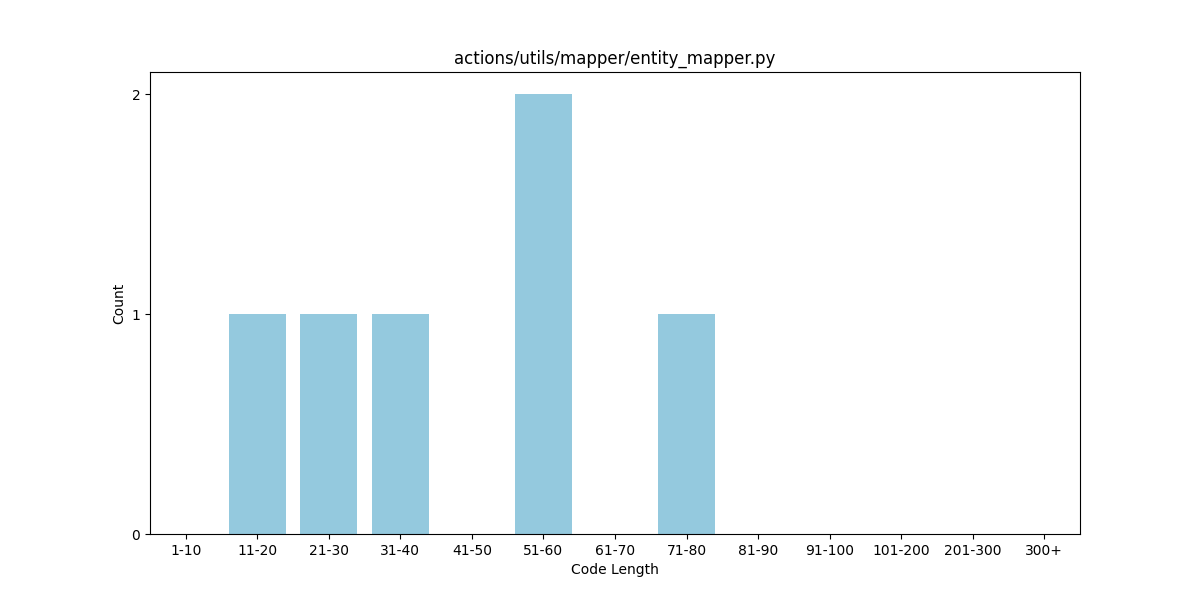 actions/utils/mapper/entity_mapper.py
Count
2
1
0
1-10 11-20 21-30 31-40 41-50 51-60 61-70 71-80 81-90 91-100 101-200 201-300 300+
Code Length